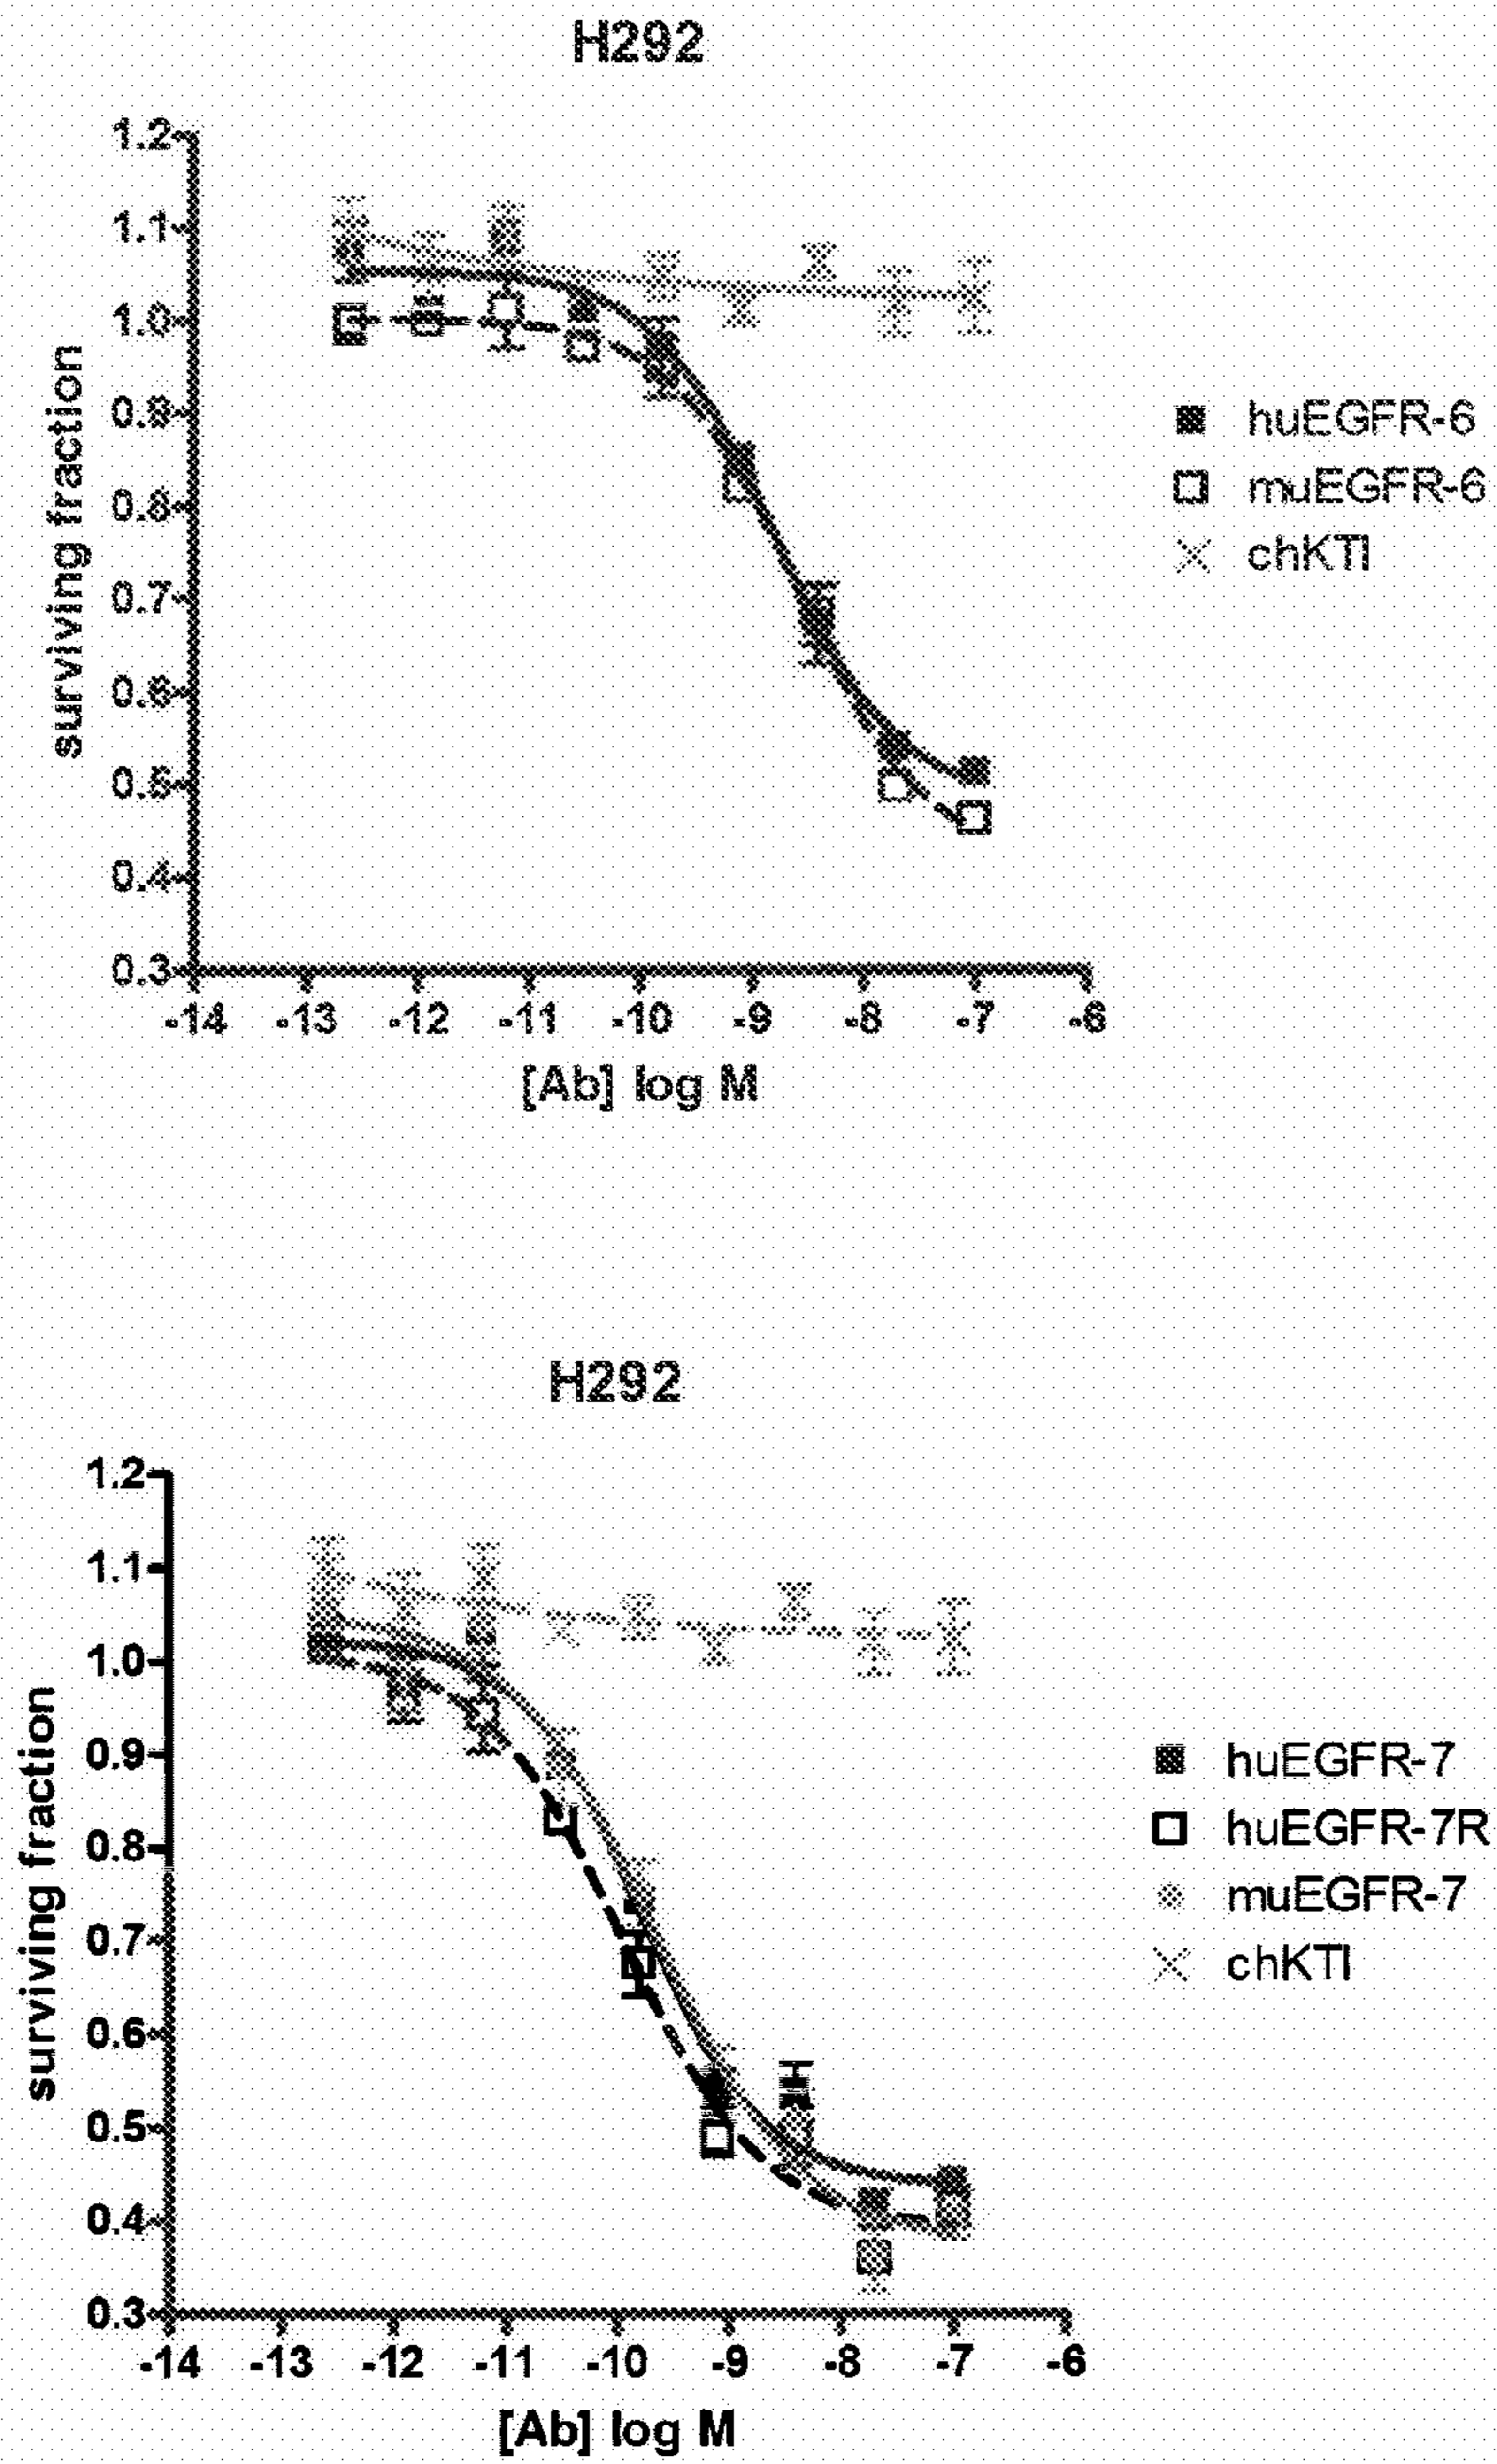 H292
1.2
1.1
1.0
0.9
0.8
0.7
0.6
0.5
0.4
0.3
surviving fraction
-14 -13 -12 -11 -10 -9 -8 -7 -6
[Ab] log M
huEGFR-6
muEGFR-6
chKTI
H292
1.2
1.1
1.0
0.9
0.8
0.7
0.6
0.5
0.4
0.3
surviving fraction
-14 -13 -12 -11 -10 -9 -8 -7 -6
[Ab] log M
huEGFR-7
huEGFR-7R
muEGFR-7
chKTI